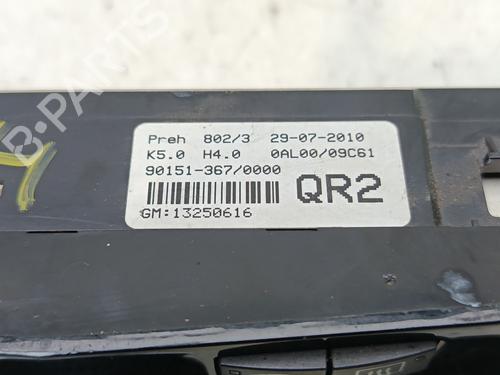 B-PARTS
Preh 802/3 29-07-2010
K5.0 H4.0 0AL00/09C61
90151-367/0000
QR2
GM:13250616